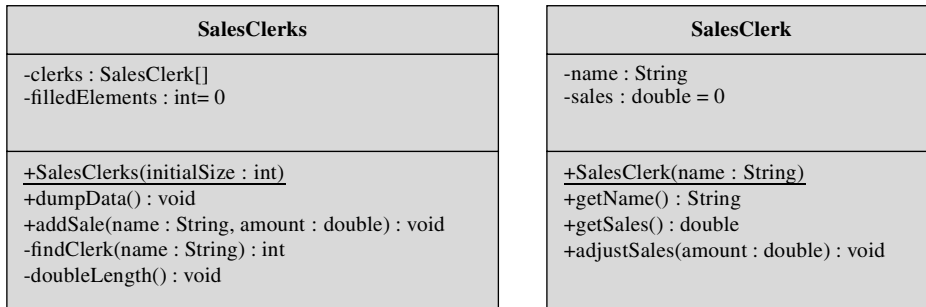 SalesClerks
-clerks : SalesClerk[]
-filledElements : int= 0
+SalesClerks(initialSize : int)
+dumpData() : void
+addSale(name : String, amount : double) : void
-findClerk(name : String) : int
-doubleLength() : void
SalesClerk
-name : String
-sales : double = 0
+SalesClerk(name : String)
+getName() : String
+getSales() : double
+adjustSales(amount : double) : void